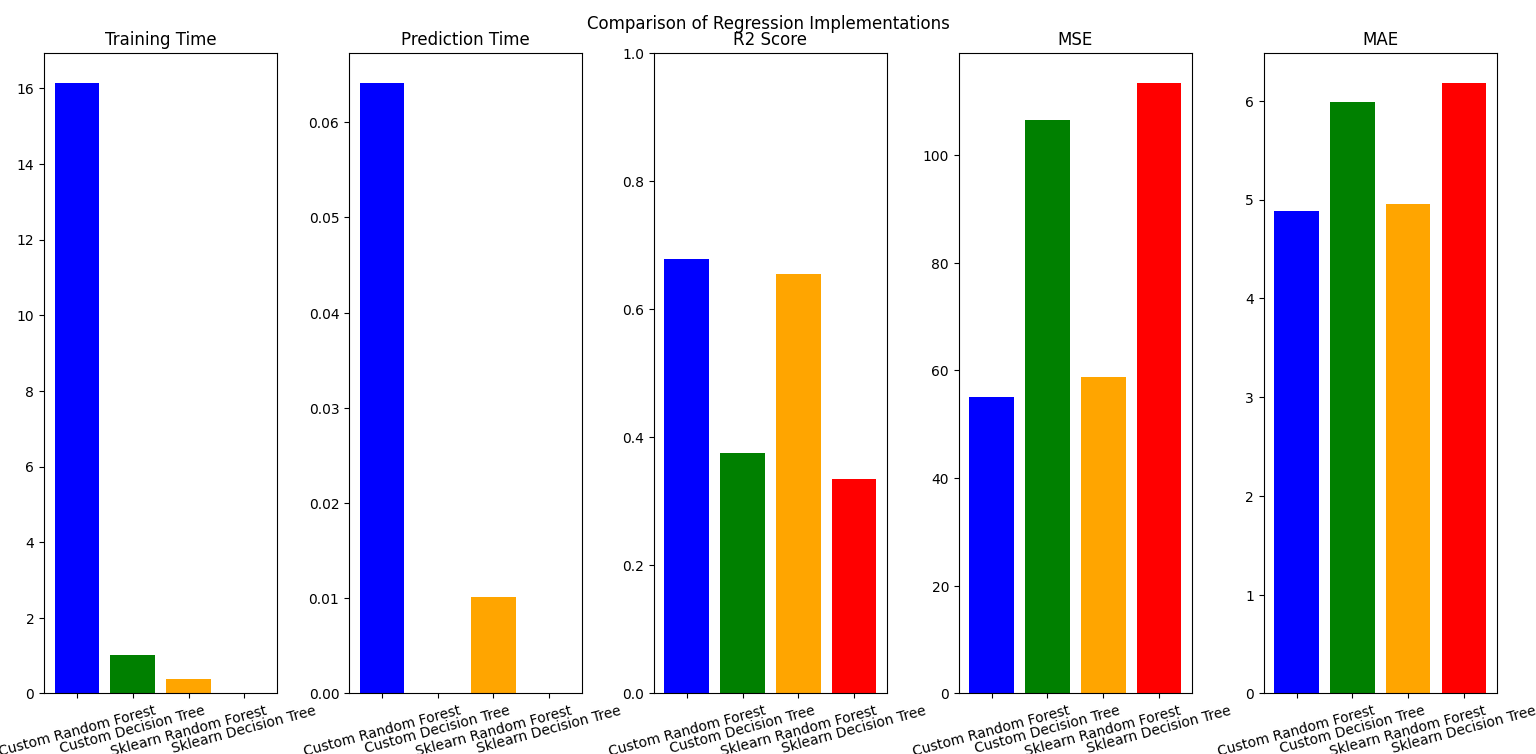 Comparison of Regression Implementations
Training Time
16
14
12
10
8
6
4
2
0
Custom Random Forest
Custom Decision Tree
Sklearn Random Forest
Sklearn Decision Tree
Prediction Time
0.06
0.05
0.04
0.03
0.02
0.01
0.00
Custom Random Forest
Custom Decision Tree
Sklearn Random Forest
Sklearn Decision Tree
R2 Score
1.0
0.8
0.6
0.4
0.2
0.0
Custom Random Forest
Custom Decision Tree
Sklearn Random Forest
Sklearn Decision Tree
MSE
100
80
60
40
20
0
Custom Random Forest
Custom Decision Tree
Sklearn Random Forest
Sklearn Decision Tree
MAE
6
5
4
3
2
1
0
Custom Random Forest
Custom Decision Tree
Sklearn Random Forest
Sklearn Decision Tree